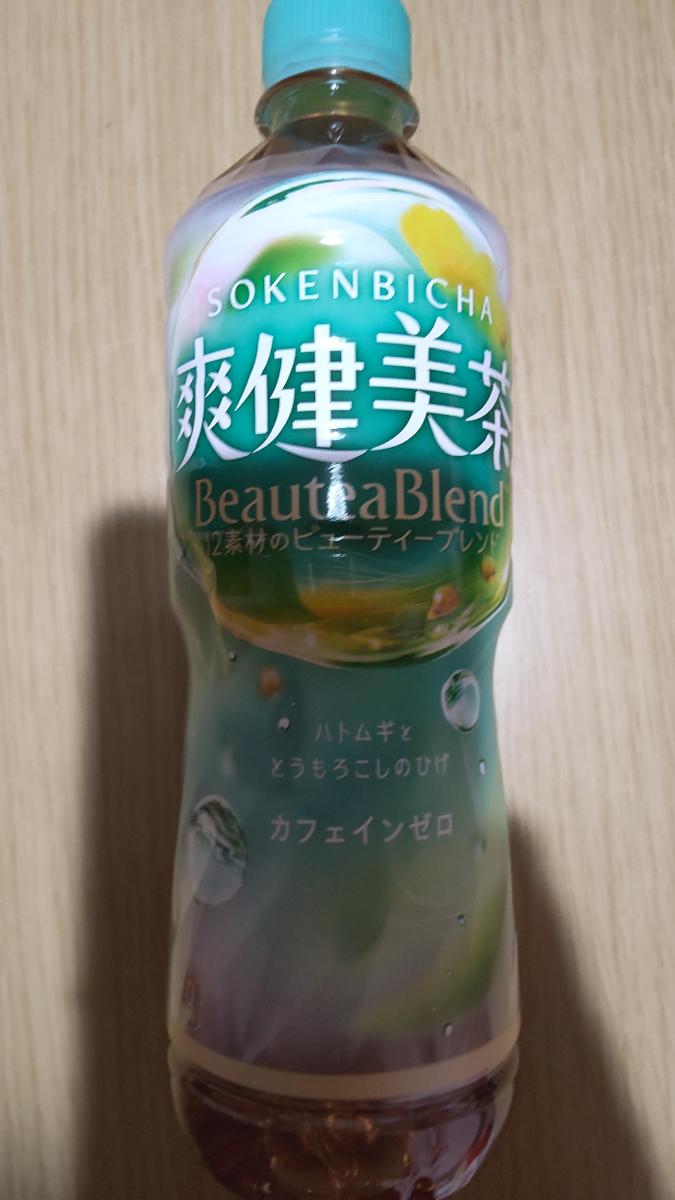 SOKENBICHA
爽健美茶
BeauteaBlend
12素材のビューティーブレンド
ハトムギと
とうもろこしのひげ
カフェインゼロ